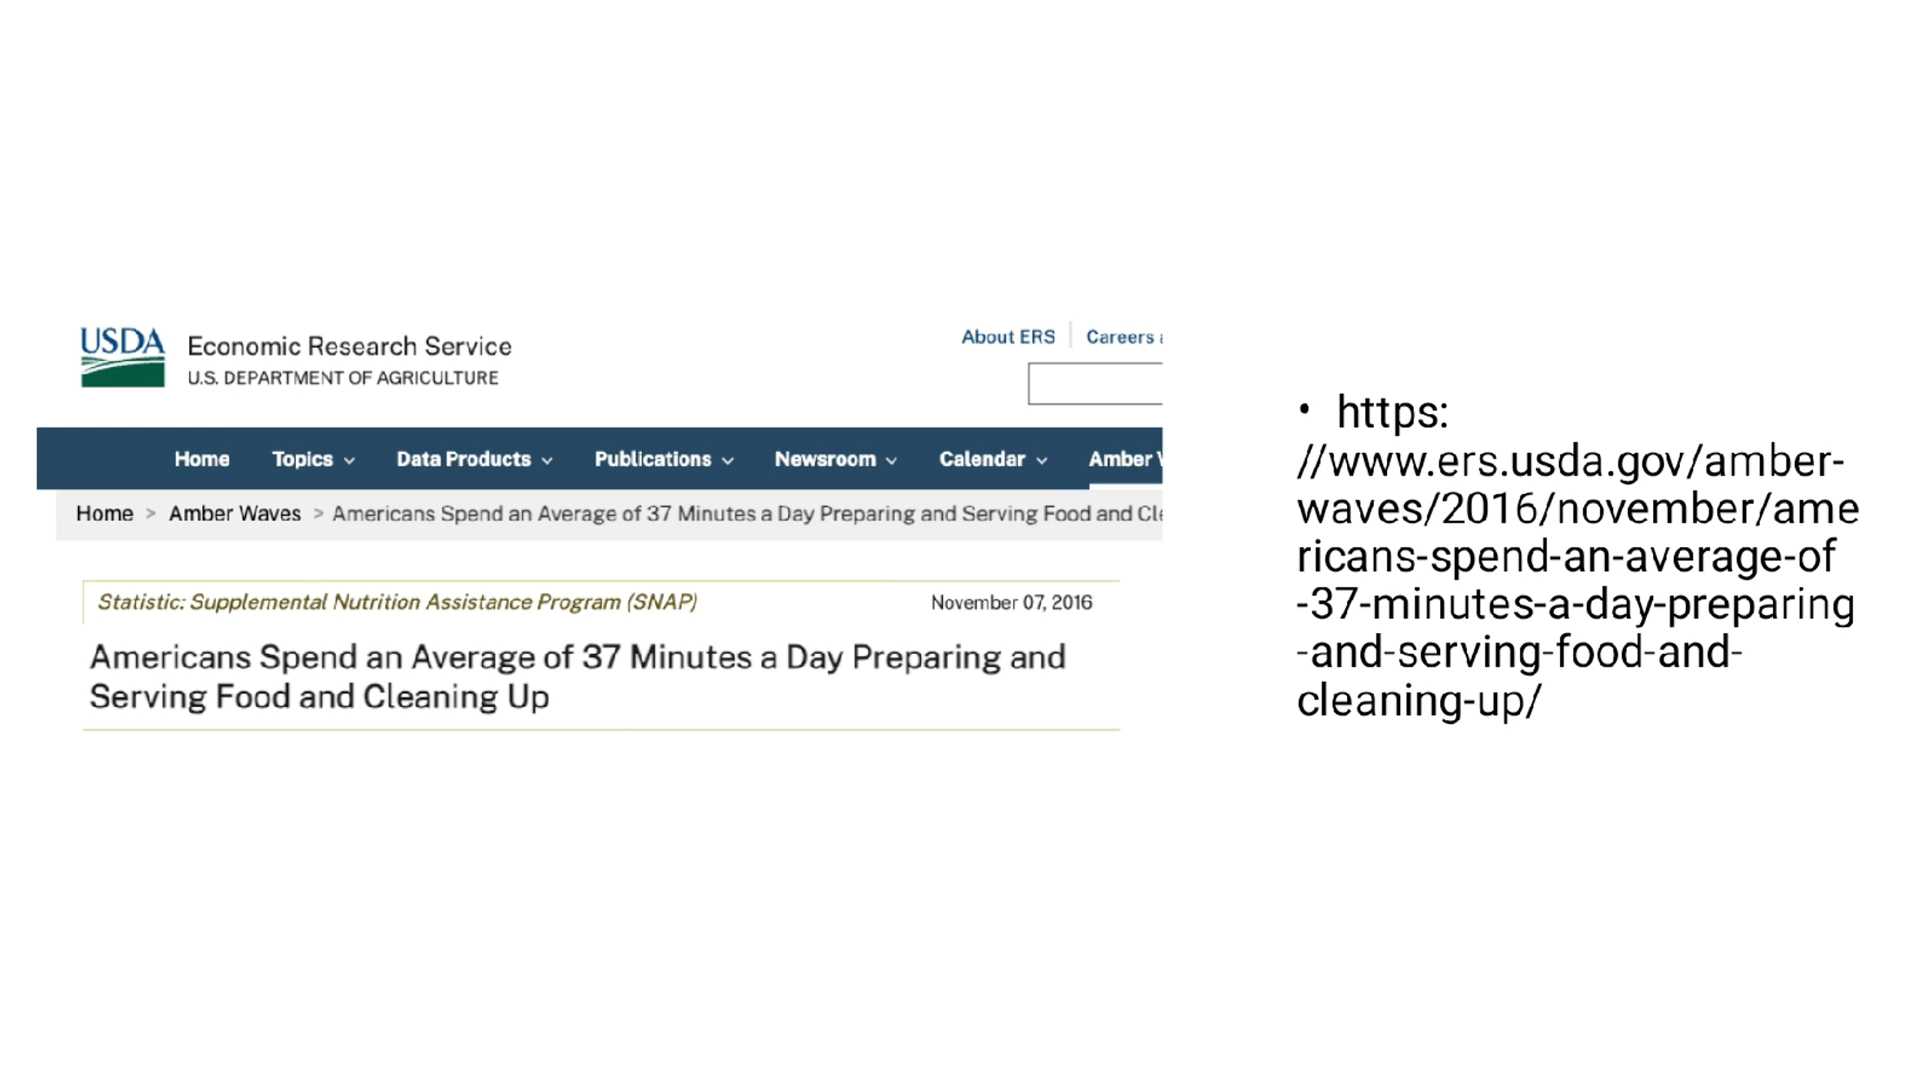 USDA
Economic Research Service
U.S. DEPARTMENT OF AGRICULTURE
About ERS
Careers
Home
Topics
Data Products
Publications
Newsroom
Calendar
Amber
Home > Amber Waves > Americans Spend an Average of 37 Minutes a Day Preparing and Serving Food and Cle
Statistic: Supplemental Nutrition Assistance Program (SNAP)
November 07, 2016
Americans Spend an Average of 37 Minutes a Day Preparing and
Serving Food and Cleaning Up
• https:
//www.ers.usda.gov/amber-
waves/2016/november/ame
ricans-spend-an-average-of
-37-minutes-a-day-preparing
-and-serving-food-and-
cleaning-up/